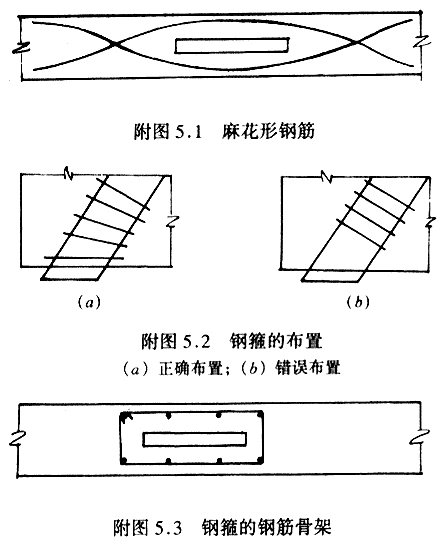 附图 5.1 麻花形钢筋
(a)
(b)
附图 5.2 钢箍的布置
(a) 正确布置；(b) 错误布置
附图 5.3 钢箍的钢筋骨架